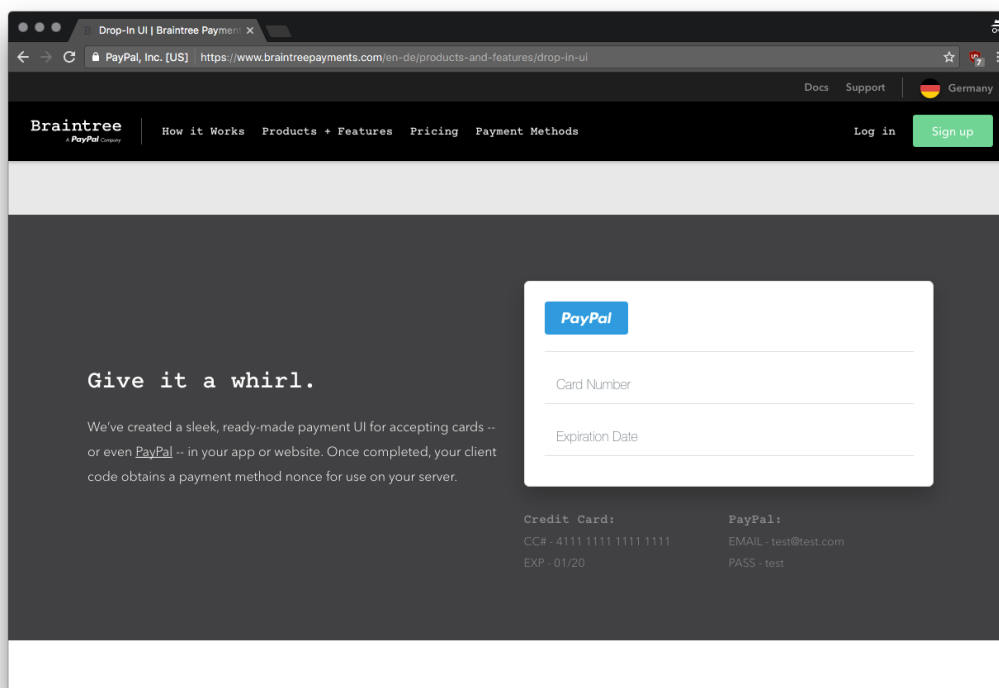 Drop-In UI | Braintree Payment
PayPal, Inc. [US] https://www.braintreepayments.com/en-de/products-and-features/drop-in-ui
7
Docs Support Germany
Braintree
A PayPal Company
How it Works Products + Features Pricing Payment Methods Log in Sign up
PayPal
Card Number
Expiration Date
Give it a whirl.
We've created a sleek, ready-made payment UI for accepting cards --
or even PayPal -- in your app or website. Once completed, your client
code obtains a payment method nonce for use on your server.
Credit Card:
CC# - 4111 1111 1111 1111
EXP - 01/20
PayPal:
EMAIL - test@test.com
PASS - test